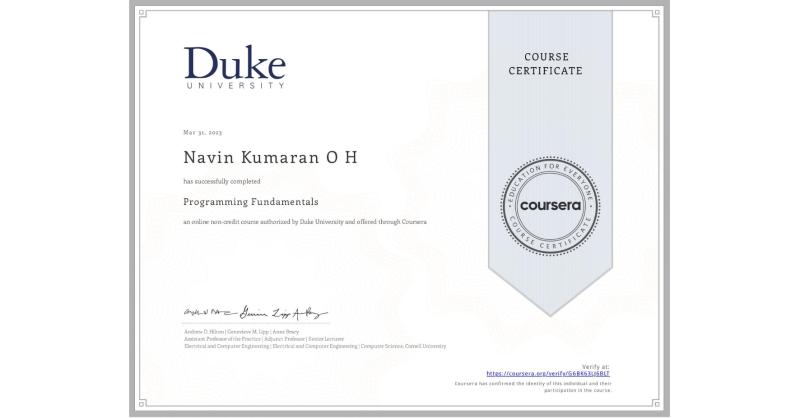 Duke
UNIVERSITY
COURSE
CERTIFICATE
Mar 31, 2023
Navin Kumaran O H
has successfully completed
Programming Fundamentals
an online non-credit course authorized by Duke University and offered through Coursera
EDUCATION FOR EVERYONE
coursera
COURSE CERTIFICATE
Andrew D. Hilton | Genevieve M. Lipp | Anne Bracy
Assistant Professor of the Practice | Adjunct Professor | Senior Lecturer
Electrical and Computer Engineering | Electrical and Computer Engineering | Computer Science, Cornell University
Verify at:
https://coursera.org/verify/G6BK63LJ6BLT
Coursera has confirmed the identity of this individual and their
participation in the course.